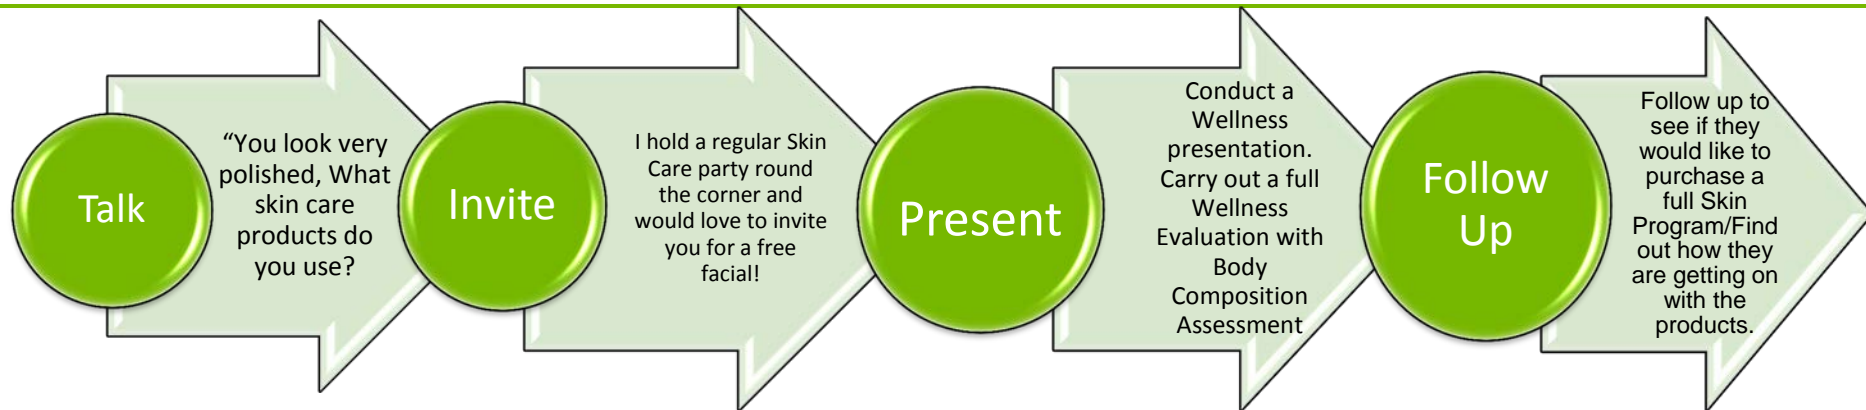 Talk
“You look very
polished, What
skin care
products do
you use?
Invite
I hold a regular Skin
Care party round
the corner and
would love to invite
you for a free
facial!
Present
Conduct a
Wellness
presentation.
Carry out a full
Wellness
Evaluation with
Body
Composition
Assessment
Follow
Up
Follow up to
see if they
would like to
purchase a
full Skin
Program/Find
out how they
are getting on
with the
products.